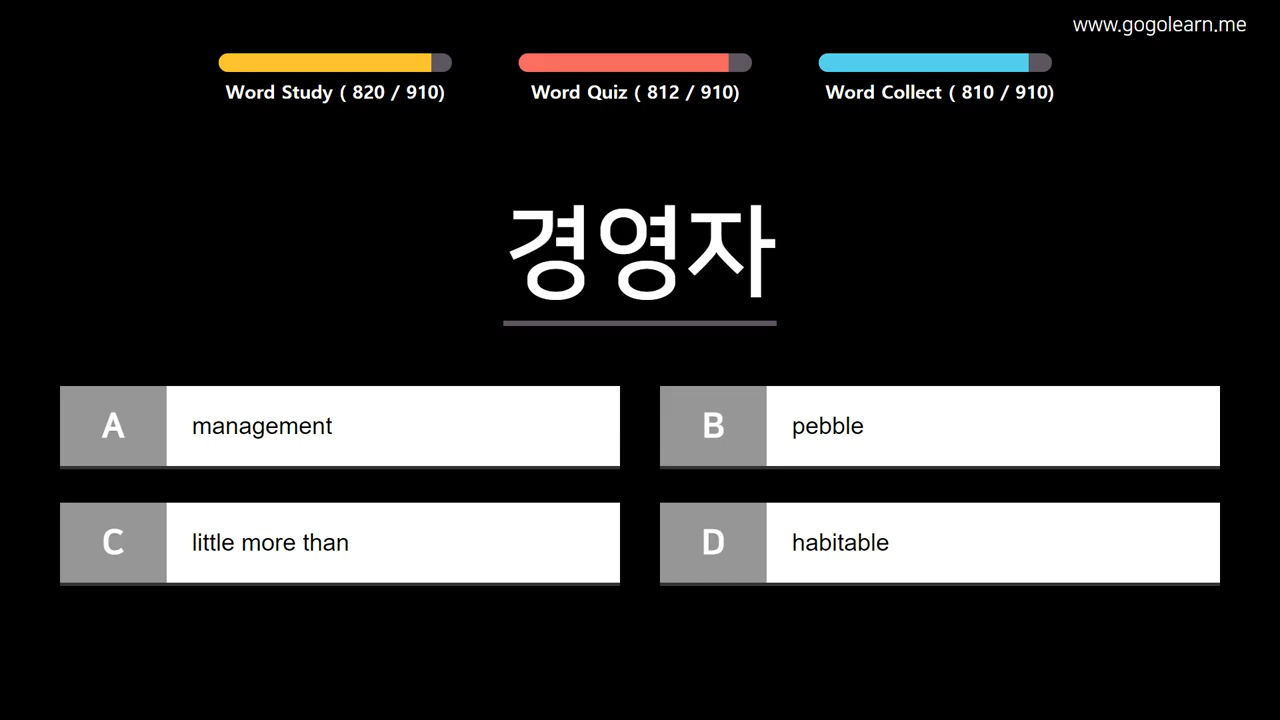 www.gogolearn.me
Word Study ( 820 / 910)
Word Quiz ( 812 / 910)
Word Collect ( 810 / 910)
경영자
A management
B pebble
C little more than
D habitable